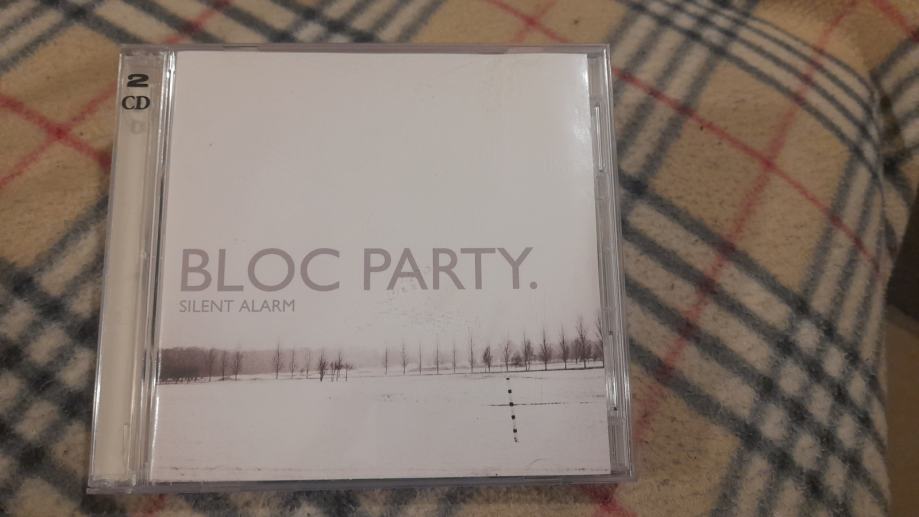 2
CD
BLOC PARTY.
SILENT ALARM